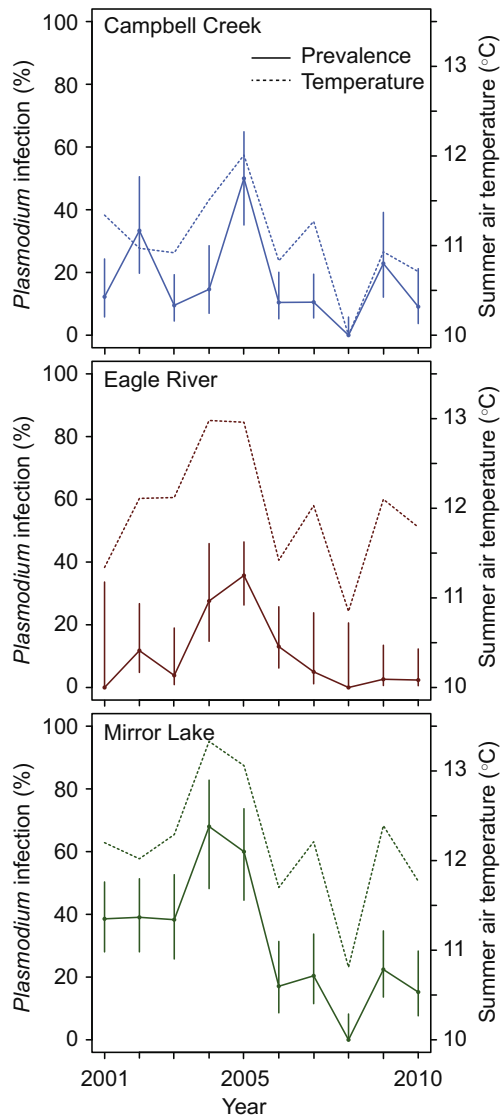 Campbell Creek
Prevalence
Temperature
Plasmodium infection (%)
100
80
60
40
20
0
Summer air temperature (°C)
13
12
11
10
Eagle River
Plasmodium infection (%)
100
80
60
40
20
0
Summer air temperature (°C)
13
12
11
10
Mirror Lake
Plasmodium infection (%)
100
80
60
40
20
0
Summer air temperature (°C)
13
12
11
10
2001 2005 2010
Year